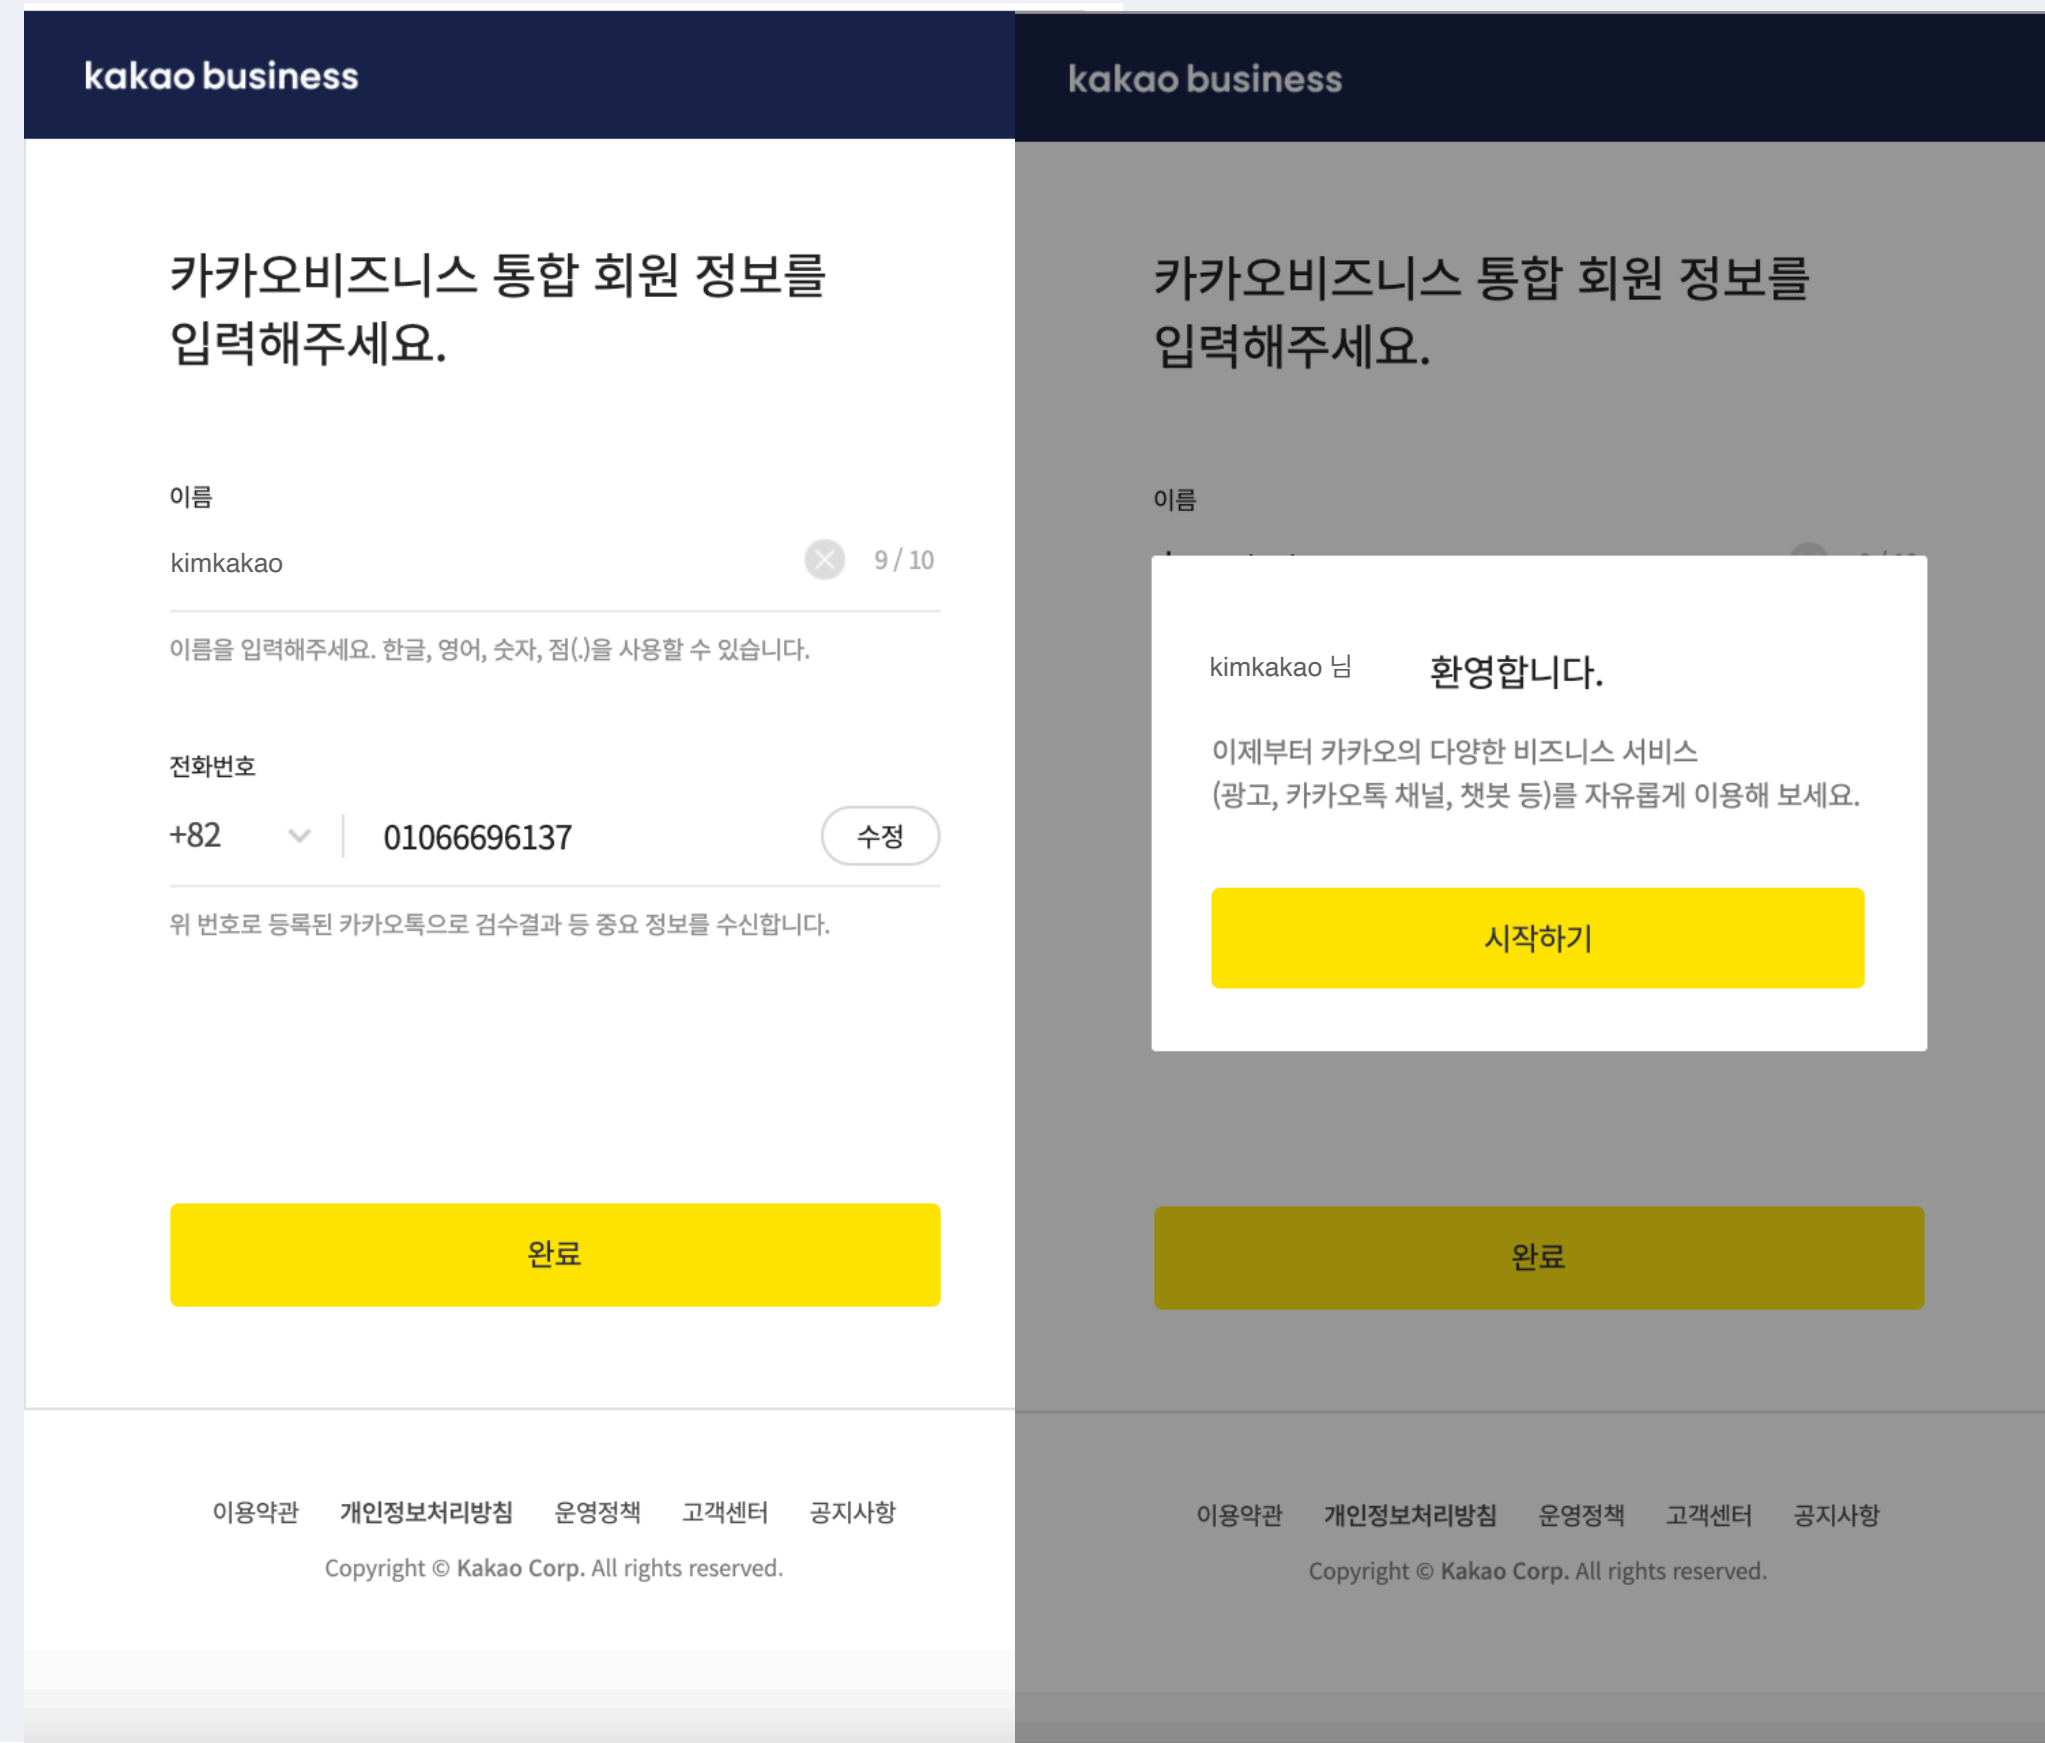 kakao business
카카오비즈니스 통합 회원 정보를
입력해주세요.
이름
kimkakao
9 / 10
이름을 입력해주세요. 한글, 영어, 숫자, 점(.)을 사용할 수 있습니다.
전화번호
+82
01066696137
수정
위 번호로 등록된 카카오톡으로 검수결과 등 중요 정보를 수신합니다.
완료
이용약관 개인정보처리방침 운영정책 고객센터 공지사항
Copyright © Kakao Corp. All rights reserved.
kakao business
카카오비즈니스 통합 회원 정보를
입력해주세요.
이름
kimkakao 님 환영합니다.
이제부터 카카오의 다양한 비즈니스 서비스
(광고, 카카오톡 채널, 챗봇 등)를 자유롭게 이용해 보세요.
시작하기
완료
이용약관 개인정보처리방침 운영정책 고객센터 공지사항
Copyright © Kakao Corp. All rights reserved.